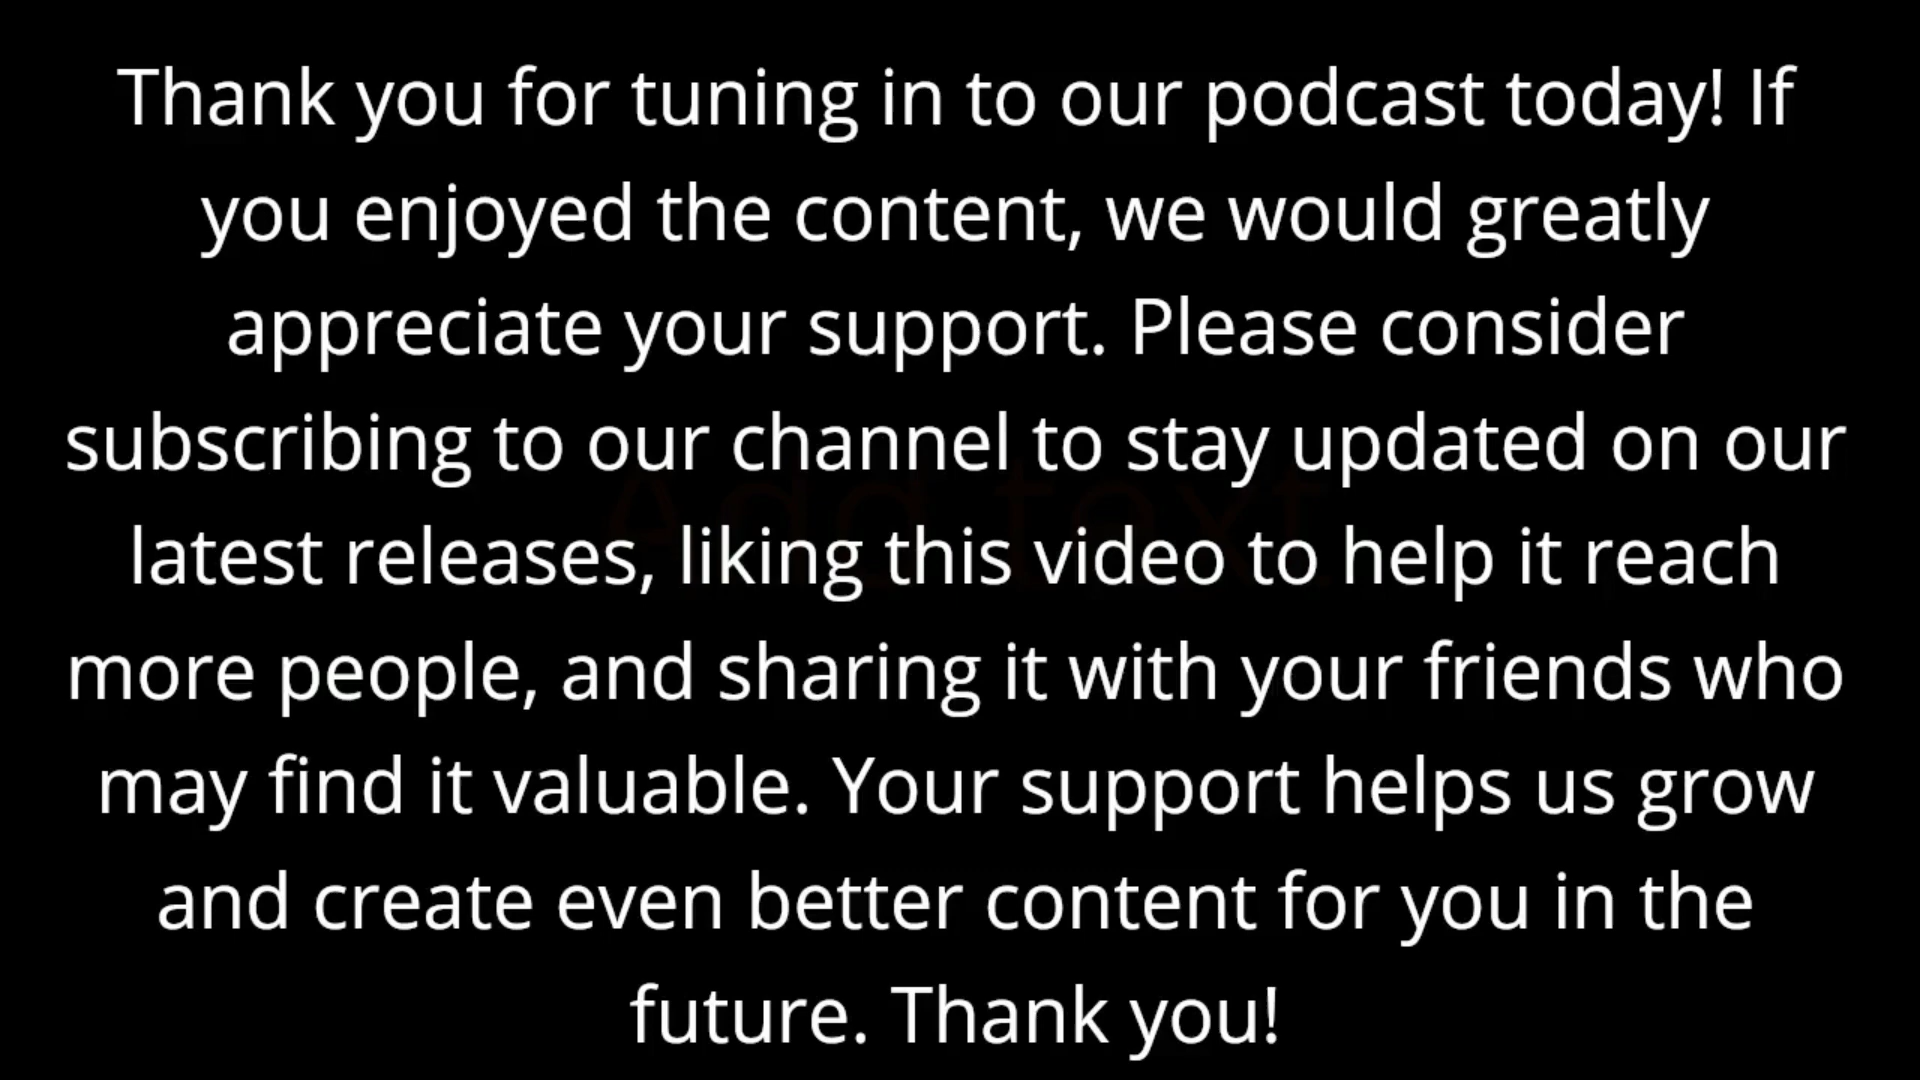 Thank you for tuning in to our podcast today! If
you enjoyed the content, we would greatly
appreciate your support. Please consider
subscribing to our channel to stay updated on our
Add text
latest releases, liking this video to help it reach
more people, and sharing it with your friends who
may find it valuable. Your support helps us grow
and create even better content for you in the
future. Thank you!